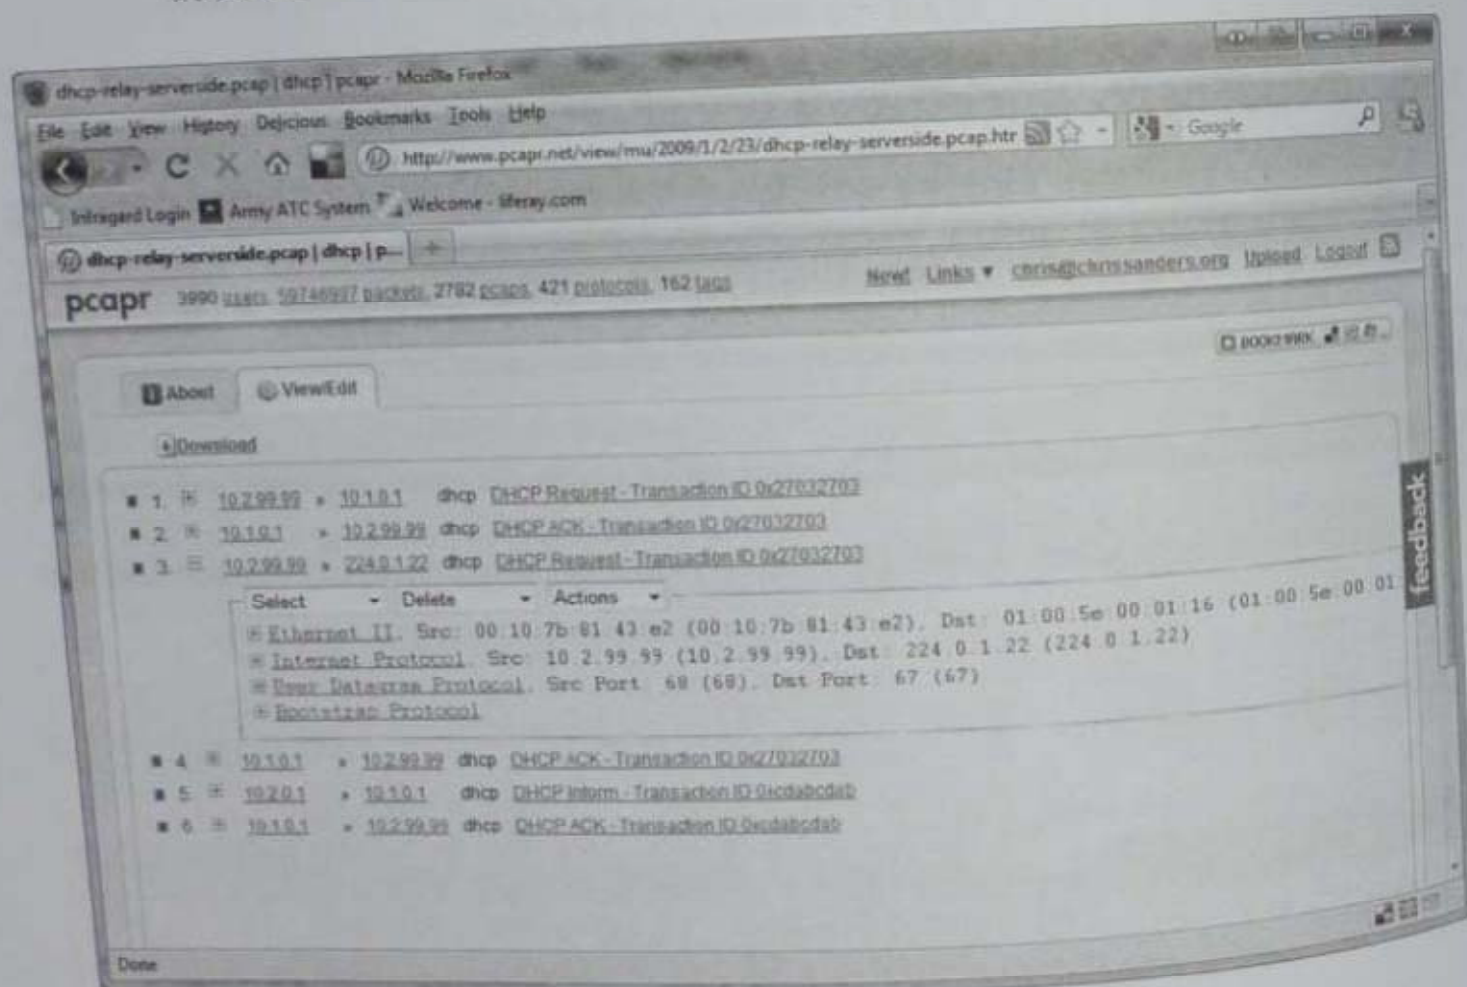 dhcp-relay-serverside.pcap | dhcp | pcapr - Mozilla Firefox
File Edit View History Delicious Bookmarks Tools Help
http://www.pcapr.net/view/mu/2009/1/2/23/dhcp-relay-serverside.pcap.htr Google
Infragard Login Army ATC System Welcome - liferay.com
dhcp-relay-serverside.pcap | dhcp | p...
pcapr 3990 users, 59746997 packets, 2782 pcaps, 421 protocols, 162 tags New! Links chris@chrissanders.org Upload Logout
BOOKMARK
About View/Edit
Download
1. 10.2.99.99 » 10.1.0.1 dhcp DHCP Request - Transaction ID 0x27032703
2. 10.1.0.1 » 10.2.99.99 dhcp DHCP ACK - Transaction ID 0x27032703
3. 10.2.99.99 » 224.0.1.22 dhcp DHCP Request - Transaction ID 0x27032703
Select Delete Actions
Ethernet II, Src: 00:10:7b:81:43:e2 (00:10:7b:81:43:e2), Dst: 01:00:5e:00:01:16 (01:00:5e:00:01
Internet Protocol, Src: 10.2.99.99 (10.2.99.99), Dst: 224.0.1.22 (224.0.1.22)
User Datagram Protocol, Src Port: 68 (68), Dst Port: 67 (67)
Bootstrap Protocol
4. 10.1.0.1 » 10.2.99.99 dhcp DHCP ACK - Transaction ID 0x27032703
5. 10.2.0.1 » 10.1.0.1 dhcp DHCP Inform - Transaction ID 0xcdabcdab
6. 10.1.0.1 » 10.2.99.99 dhcp DHCP ACK - Transaction ID 0xcdabcdab
feedback
Done